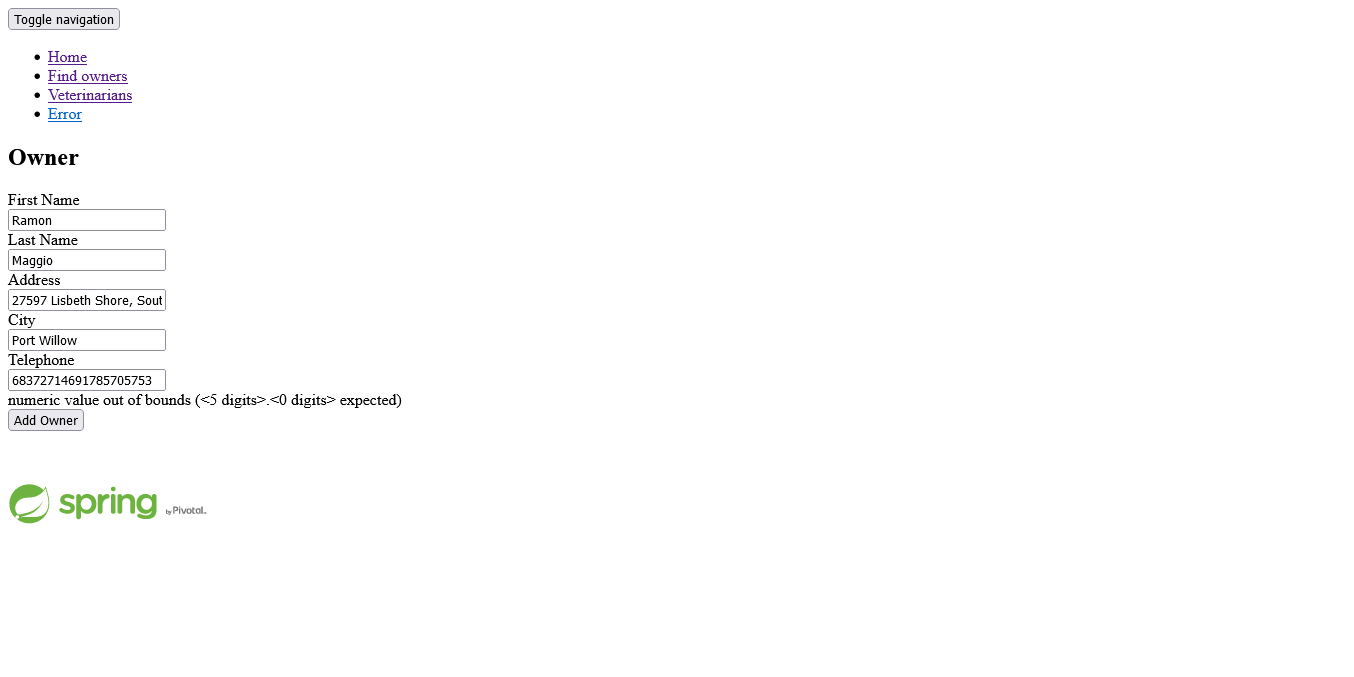 Toggle navigation
Home
Find owners
Veterinarians
Error
Owner
First Name
Ramon
Last Name
Maggio
Address
27597 Lisbeth Shore, Sout
City
Port Willow
Telephone
68372714691785705753
numeric value out of bounds (<5 digits>.<0 digits> expected)
Add Owner
spring by Pivotal.